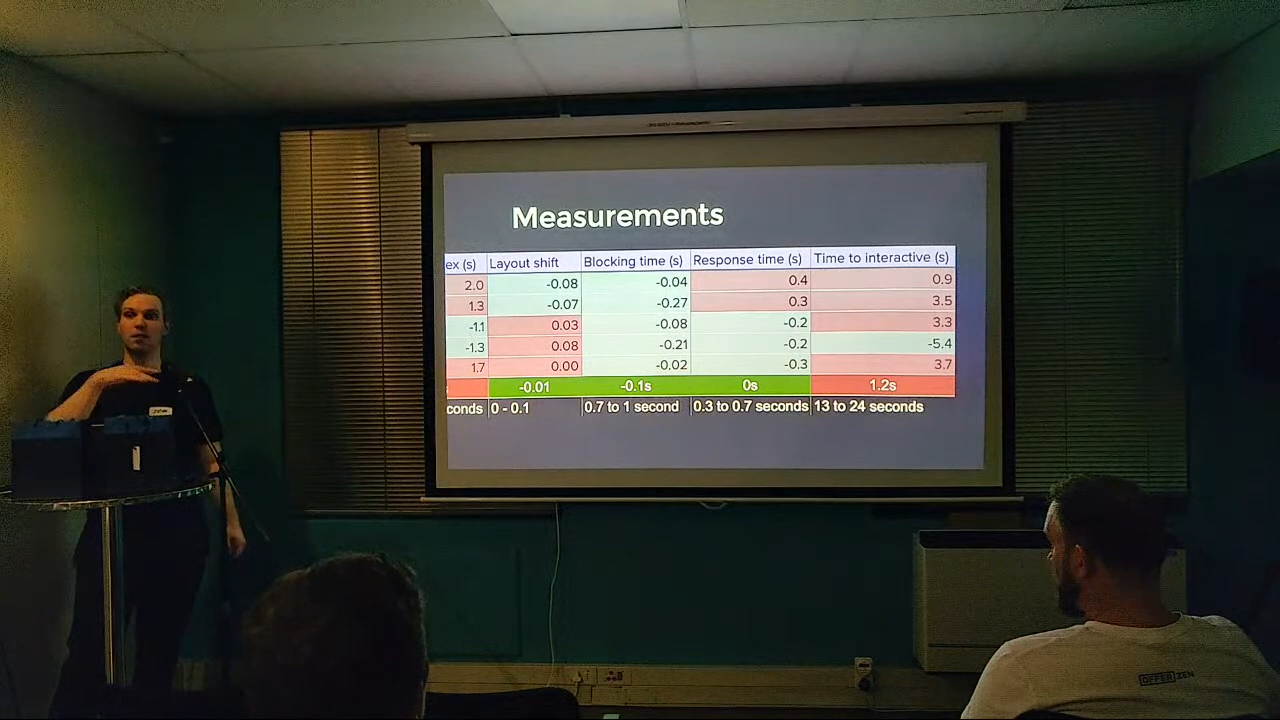 Measurements
ex (s) Layout shift Blocking time (s) Response time (s) Time to interactive (s)
2.0 -0.08 -0.04 0.4 0.9
1.3 -0.07 -0.27 0.3 3.5
-1.1 0.03 -0.08 -0.2 3.3
-1.3 0.08 -0.21 -0.2 -5.4
1.7 0.00 -0.02 -0.3 3.7
-0.01 -0.1s 0s 1.2s
conds 0 - 0.1 0.7 to 1 second 0.3 to 0.7 seconds 13 to 24 seconds
OFFERZEN